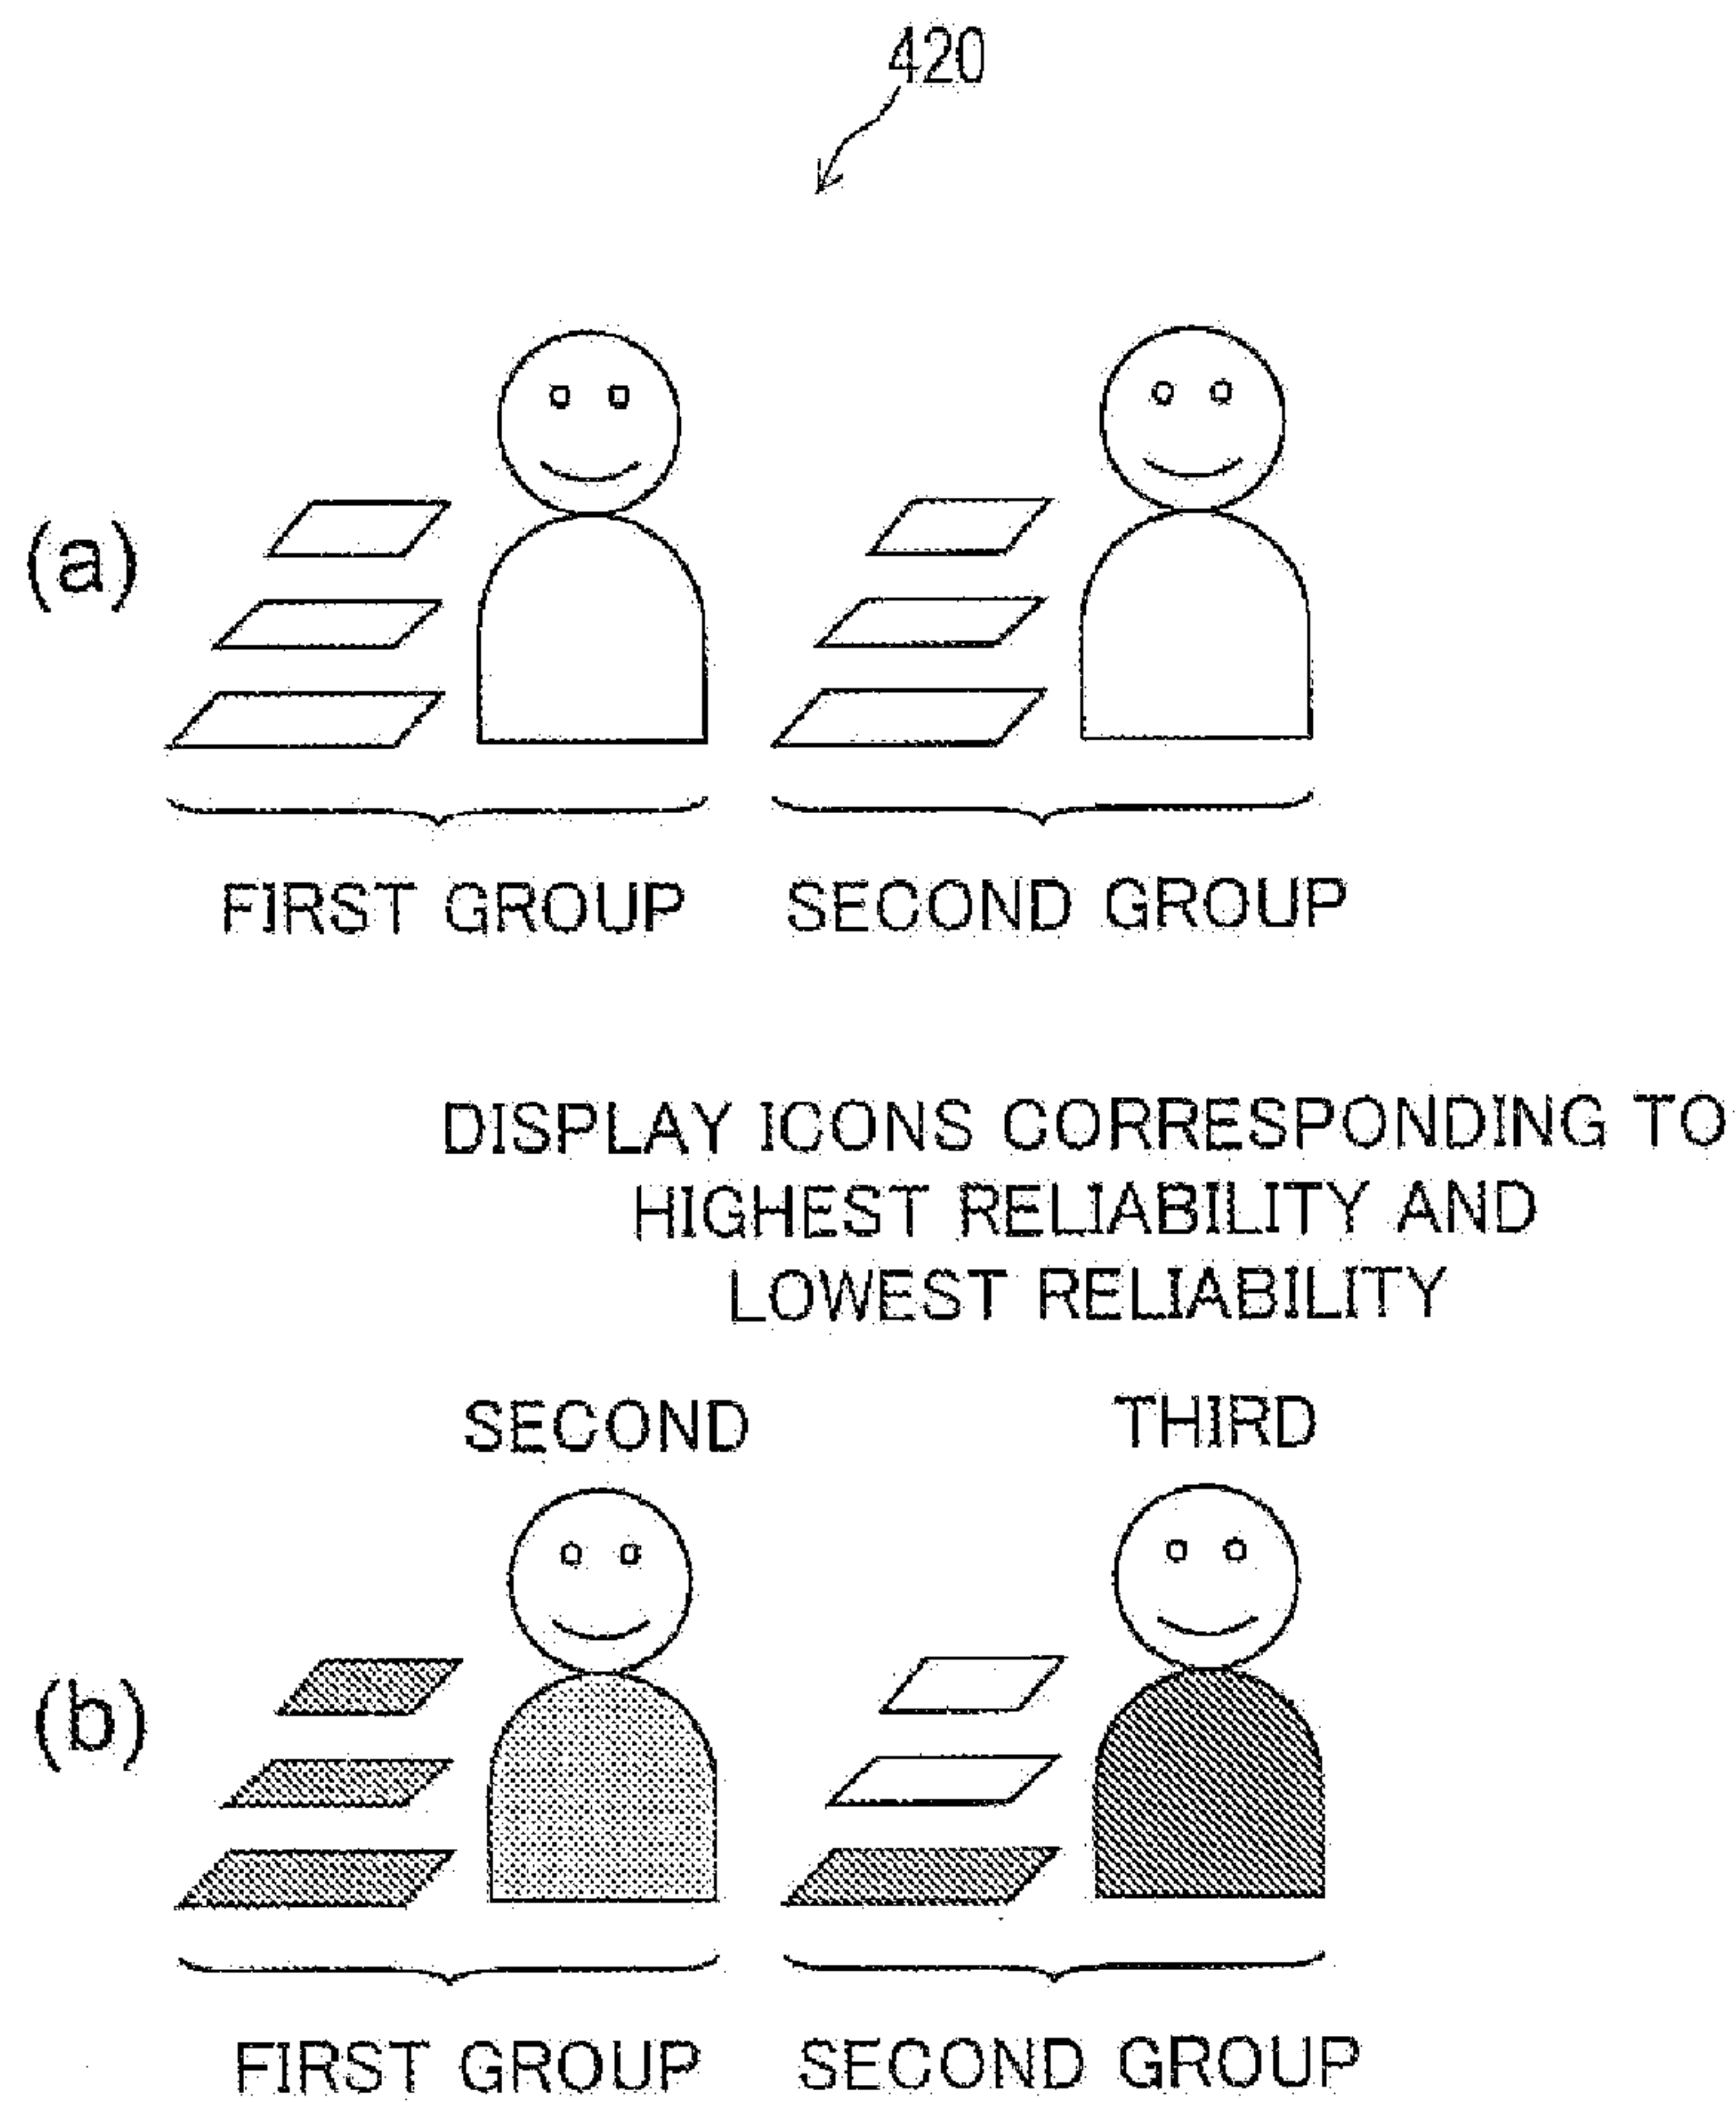 420
(a)
FIRST GROUP SECOND GROUP
DISPLAY ICONS CORRESPONDING TO
HIGHEST RELIABILITY AND
LOWEST RELIABILITY
SECOND THIRD
(b)
FIRST GROUP SECOND GROUP